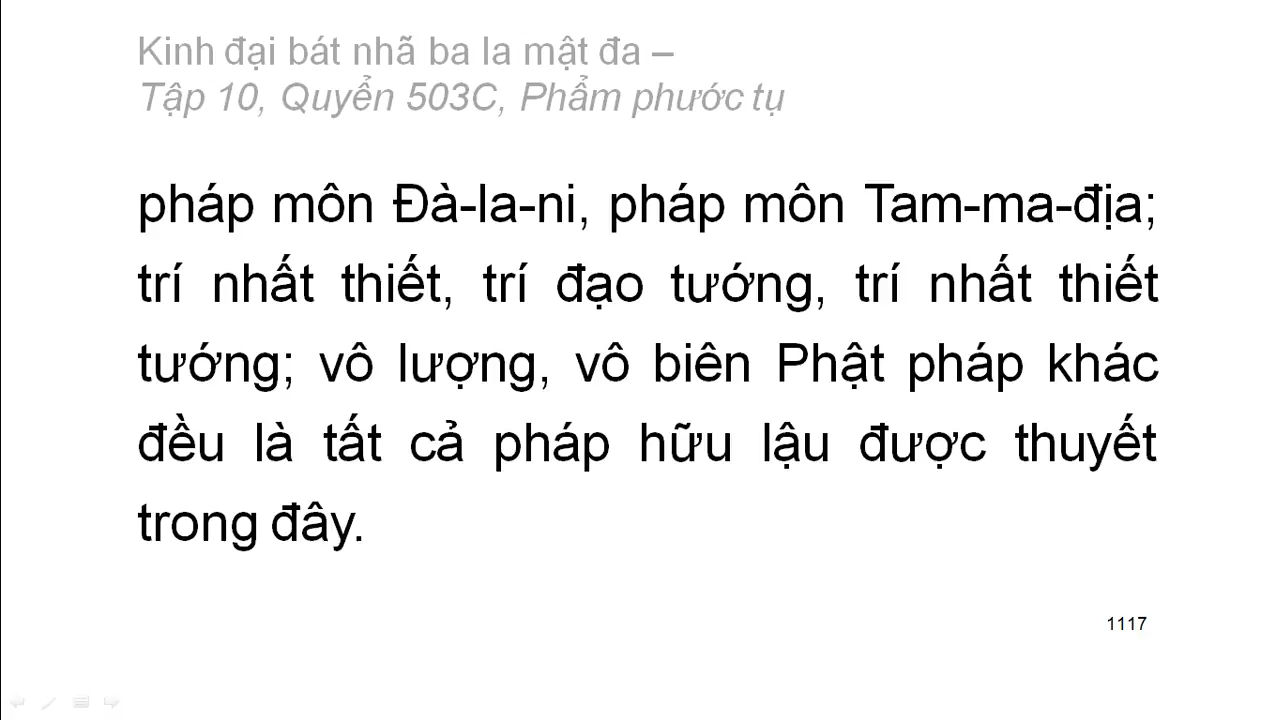 Kinh đại bát nhã ba la mật đa –
Tập 10, Quyển 503C, Phẩm phước tụ
pháp môn Đà-la-ni, pháp môn Tam-ma-địa;
trí nhất thiết, trí đạo tướng, trí nhất thiết
tướng; vô lượng, vô biên Phật pháp khác
đều là tất cả pháp hữu lậu được thuyết
trong đây.
1117